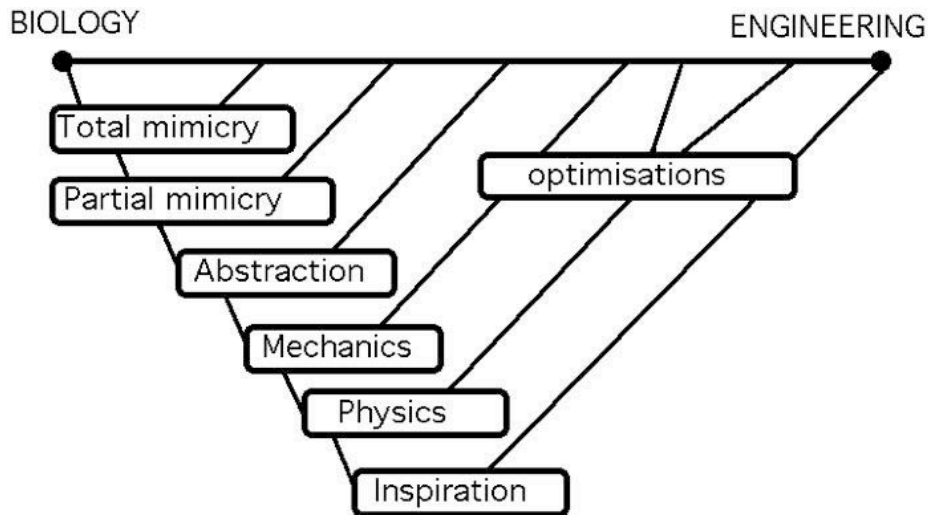 BIOLOGY
ENGINEERING
Total mimicry
Partial mimicry
optimisations
Abstraction
Mechanics
Physics
Inspiration